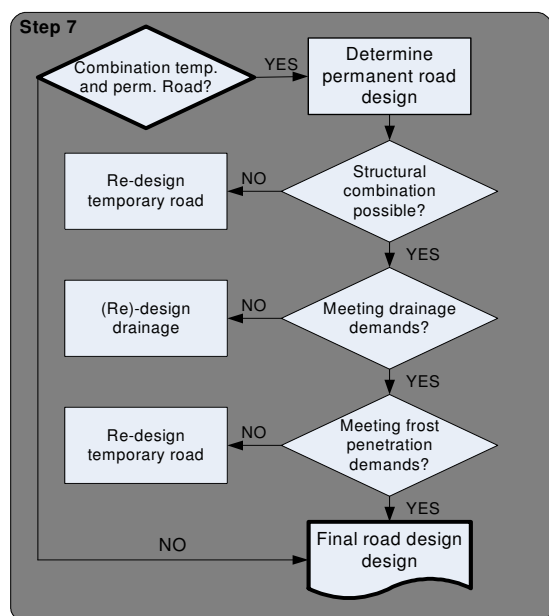 Step 7
Combination temp.
and perm. Road?
YES
Determine
permanent road
design
Structural
combination
possible?
NO
Re-design
temporary road
YES
Meeting drainage
demands?
NO
(Re)-design
drainage
YES
Meeting frost
penetration
demands?
NO
Re-design
temporary road
YES
Final road design
design
NO